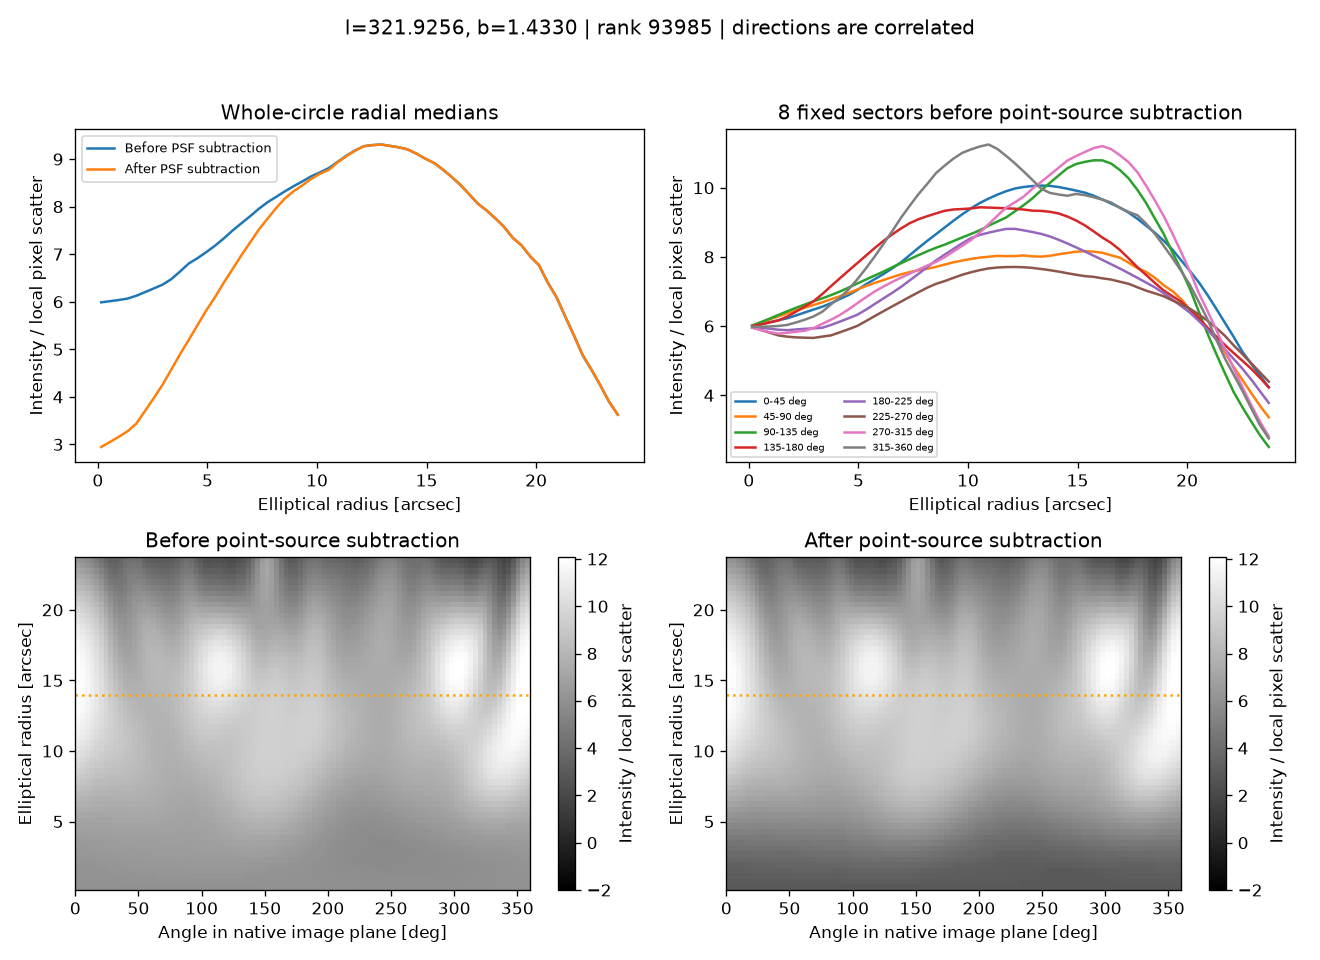 l=321.9256, b=1.4330 | rank 93985 | directions are correlated
Whole-circle radial medians
Intensity / local pixel scatter
9
8
7
6
5
4
3
Before PSF subtraction
After PSF subtraction
0 5 10 15 20
Elliptical radius [arcsec]
8 fixed sectors before point-source subtraction
Intensity / local pixel scatter
10
8
6
4
0-45 deg
45-90 deg
90-135 deg
135-180 deg
180-225 deg
225-270 deg
270-315 deg
315-360 deg
0 5 10 15 20
Elliptical radius [arcsec]
Before point-source subtraction
Elliptical radius [arcsec]
20
15
10
5
0 50 100 150 200 250 300 350
Angle in native image plane [deg]
12
10
8
6
4
2
0
−2
Intensity / local pixel scatter
After point-source subtraction
Elliptical radius [arcsec]
20
15
10
5
0 50 100 150 200 250 300 350
Angle in native image plane [deg]
12
10
8
6
4
2
0
−2
Intensity / local pixel scatter